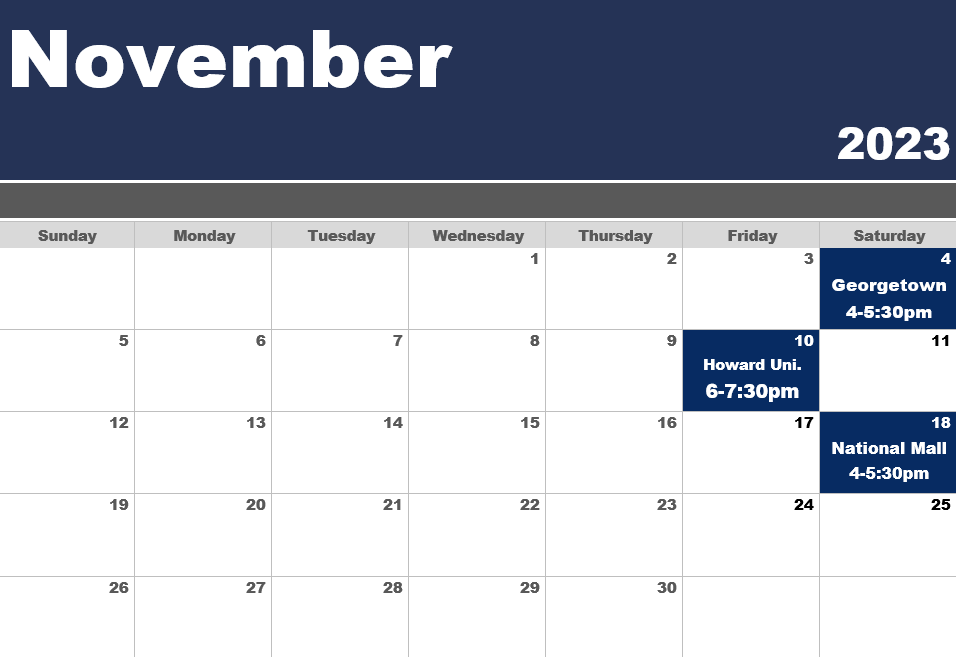 November
2023
Sunday Monday Tuesday Wednesday Thursday Friday Saturday
1 2 3 4
Georgetown
4-5:30pm
5 6 7 8 9 10 11
Howard Uni.
6-7:30pm
12 13 14 15 16 17 18
National Mall
4-5:30pm
19 20 21 22 23 24 25
26 27 28 29 30